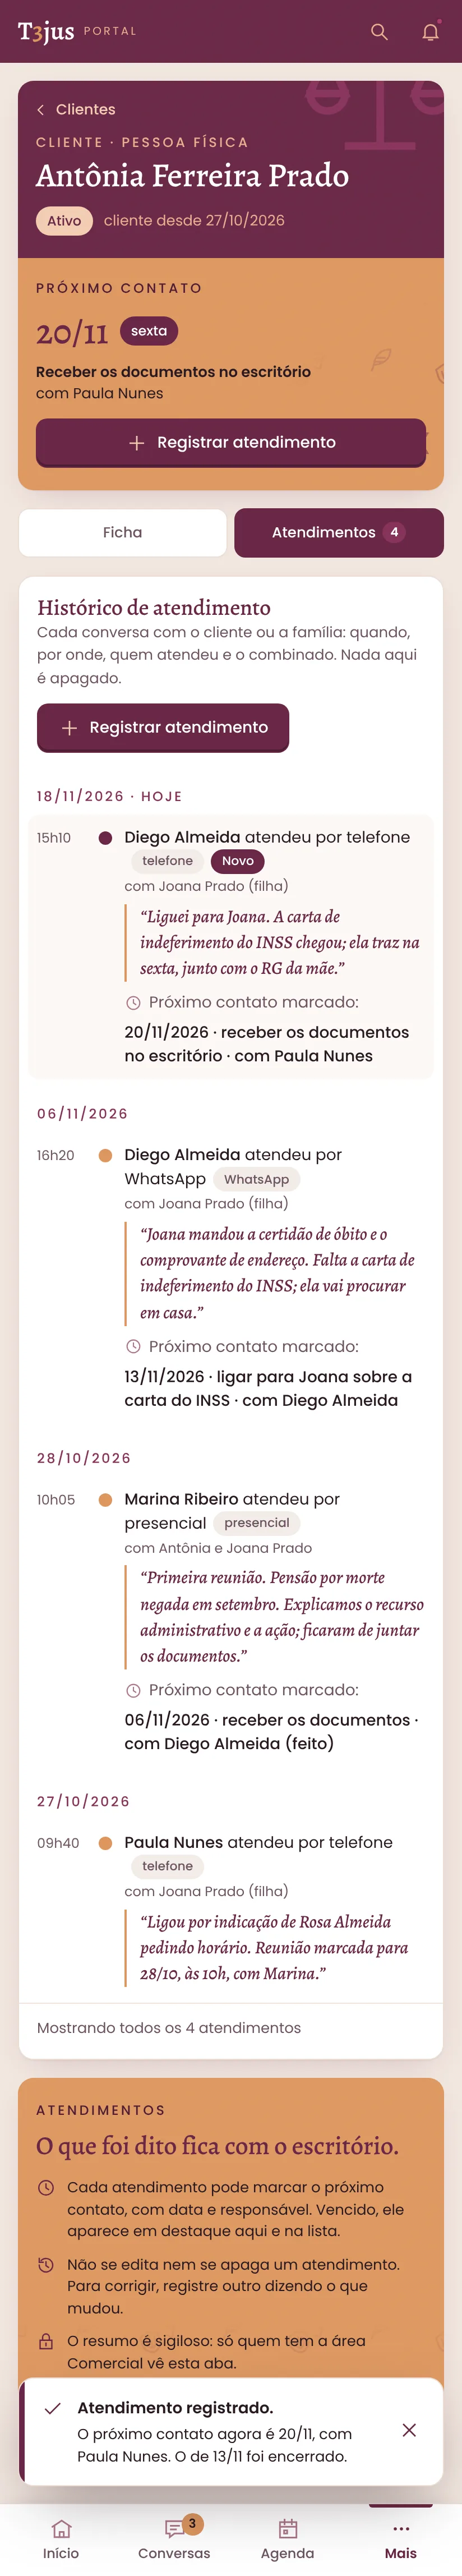 T3jus PORTAL
Clientes
CLIENTE · PESSOA FÍSICA
Antônia Ferreira Prado
Ativo cliente desde 27/10/2026
PRÓXIMO CONTATO
20/11 sexta
Receber os documentos no escritório
com Paula Nunes
Registrar atendimento
Ficha
Atendimentos 4
Histórico de atendimento
Cada conversa com o cliente ou a família: quando,
por onde, quem atendeu e o combinado. Nada aqui
é apagado.
Registrar atendimento
18/11/2026 · HOJE
15h10 Diego Almeida atendeu por telefone
telefone Novo
com Joana Prado (filha)
“Liguei para Joana. A carta de
indeferimento do INSS chegou; ela traz na
sexta, junto com o RG da mãe.”
Próximo contato marcado:
20/11/2026 · receber os documentos
no escritório · com Paula Nunes
06/11/2026
16h20 Diego Almeida atendeu por
WhatsApp WhatsApp
com Joana Prado (filha)
“Joana mandou a certidão de óbito e o
comprovante de endereço. Falta a carta de
indeferimento do INSS; ela vai procurar
em casa.”
Próximo contato marcado:
13/11/2026 · ligar para Joana sobre a
carta do INSS · com Diego Almeida
28/10/2026
10h05 Marina Ribeiro atendeu por
presencial presencial
com Antônia e Joana Prado
“Primeira reunião. Pensão por morte
negada em setembro. Explicamos o recurso
administrativo e a ação; ficaram de juntar
os documentos.”
Próximo contato marcado:
06/11/2026 · receber os documentos ·
com Diego Almeida (feito)
27/10/2026
09h40 Paula Nunes atendeu por telefone
telefone
com Joana Prado (filha)
“Ligou por indicação de Rosa Almeida
pedindo horário. Reunião marcada para
28/10, às 10h, com Marina.”
Mostrando todos os 4 atendimentos
ATENDIMENTOS
O que foi dito fica com o escritório.
Cada atendimento pode marcar o próximo
contato, com data e responsável. Vencido, ele
aparece em destaque aqui e na lista.
Não se edita nem se apaga um atendimento.
Para corrigir, registre outro dizendo o que
mudou.
O resumo é sigiloso: só quem tem a área
Comercial vê esta aba.
Atendimento registrado.
O próximo contato agora é 20/11, com
Paula Nunes. O de 13/11 foi encerrado.
3
Início
Conversas
Agenda
Mais